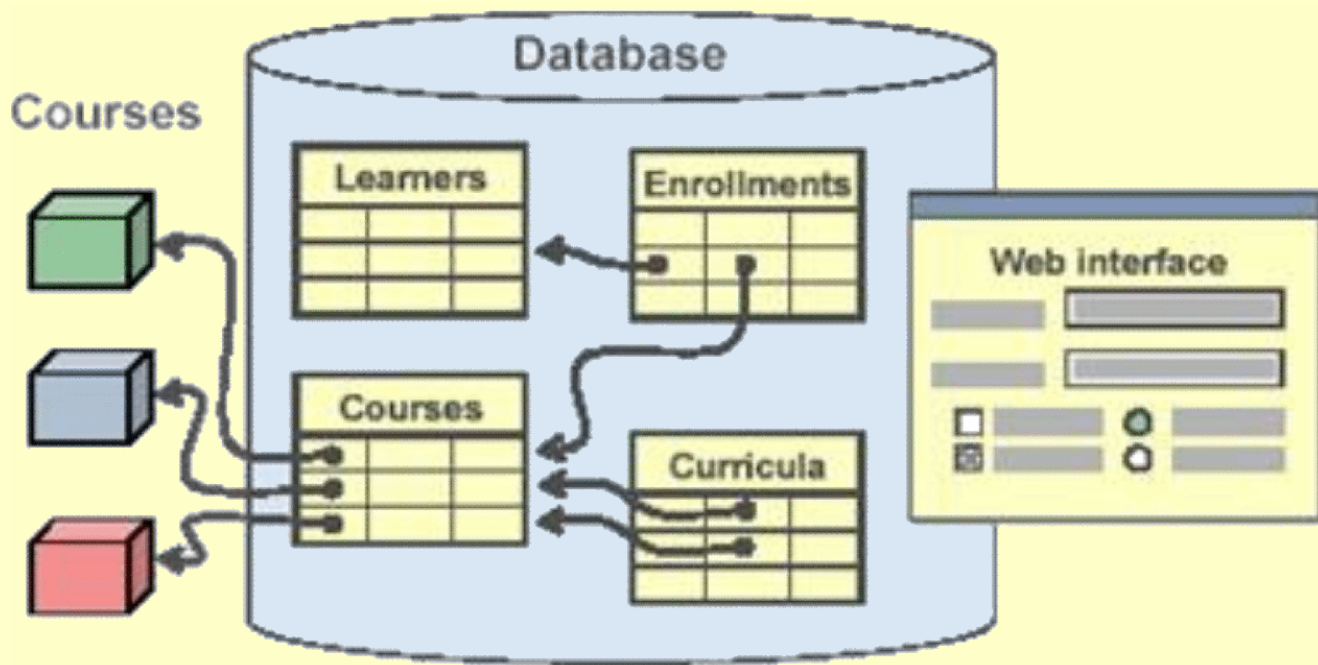 Database
Courses
Learners
Enrollments
Web interface
Courses
Curricula